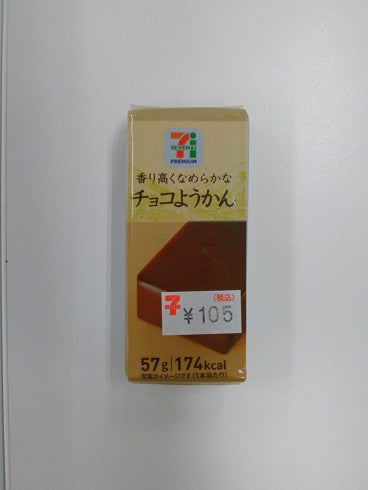 7i
SEVEN&i
PREMIUM
香り高くなめらかな
チョコようかん
7
(税込)
¥105
57g 174kcal
写真はイメージです(1本当たり)